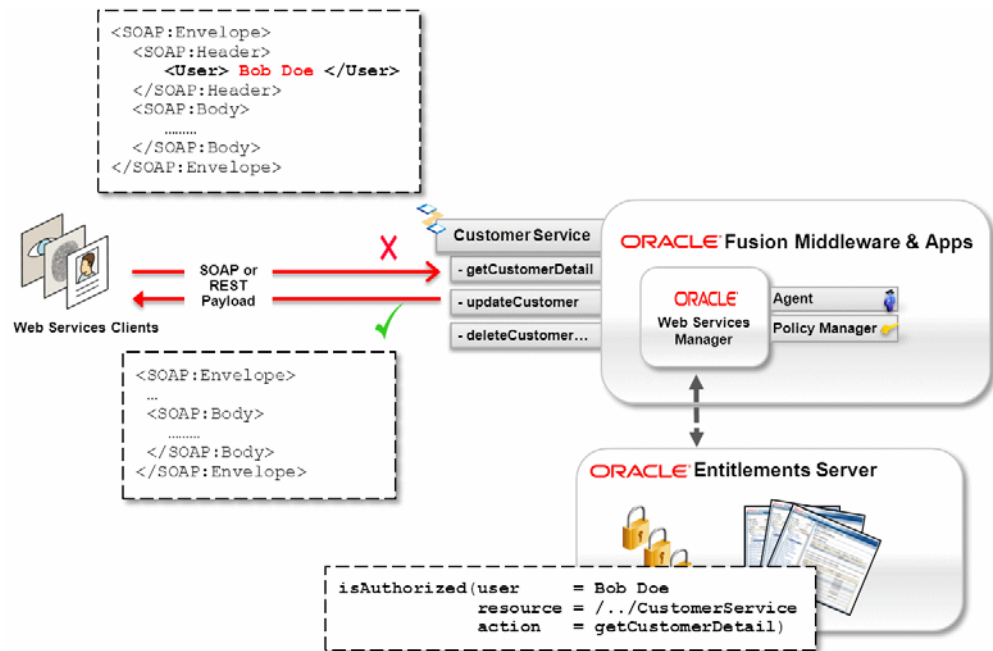 <SOAP:Envelope>
<SOAP:Header>
<User> Bob Doe </User>
</SOAP:Header>
<SOAP:Body>
.........
</SOAP:Body>
</SOAP:Envelope>
Web Services Clients
SOAP or
REST
Payload
X
Customer Service
- getCustomerDetail
- updateCustomer
- deleteCustomer...
ORACLE Fusion Middleware & Apps
ORACLE
Web Services
Manager
Agent
Policy Manager
<SOAP:Envelope>
...
<SOAP:Body>
.........
</SOAP:Body>
</SOAP:Envelope>
ORACLE Entitlements Server
isAuthorized(user = Bob Doe
resource = /../CustomerService
action = getCustomerDetail)